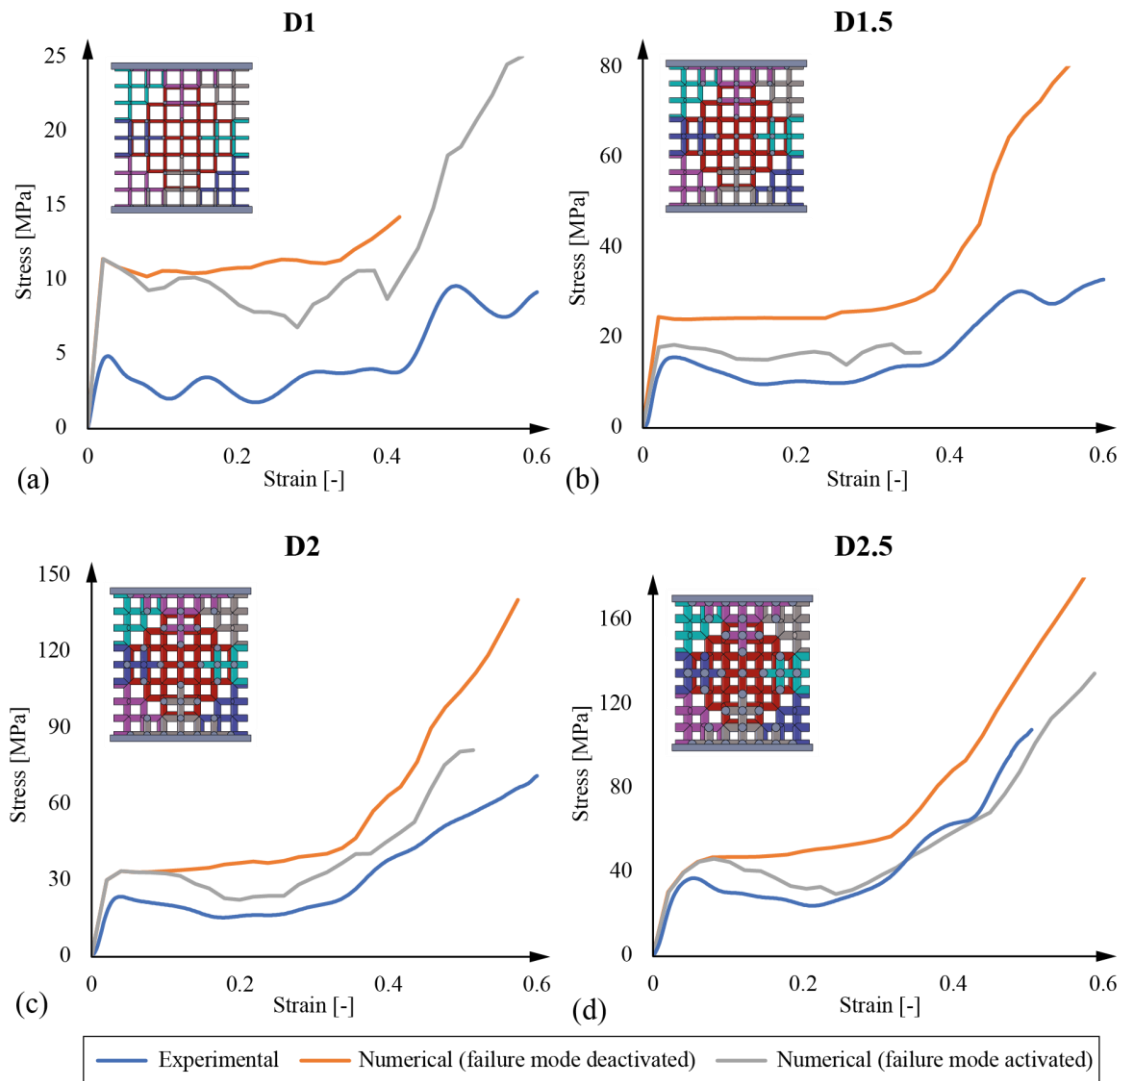 D1
25
20
15
10
5
0
Stress [MPa]
0
0.2
0.4
0.6
Strain [-]
(a)
D1.5
80
60
40
20
0
Stress [MPa]
0
0.2
0.4
0.6
Strain [-]
(b)
D2
150
120
90
60
30
0
Stress [MPa]
0
0.2
0.4
0.6
Strain [-]
(c)
D2.5
160
120
80
40
0
Stress [MPa]
0
0.2
0.4
0.6
Strain [-]
(d)
Experimental
Numerical (failure mode deactivated)
Numerical (failure mode activated)